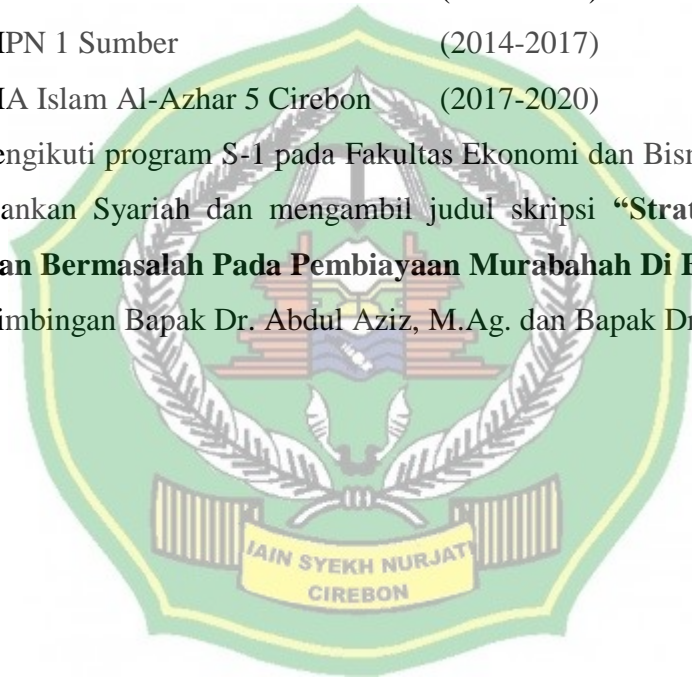 MPN 1 Sumber (2014-2017)
MA Islam Al-Azhar 5 Cirebon (2017-2020)
engikuti program S-1 pada Fakultas Ekonomi dan Bisn
ankan Syariah dan mengambil judul skripsi “Strat
an Bermasalah Pada Pembiayaan Murabahah Di B
imbingan Bapak Dr. Abdul Aziz, M.Ag. dan Bapak Dr
IAIN SYEKH NURJATI
CIREBON